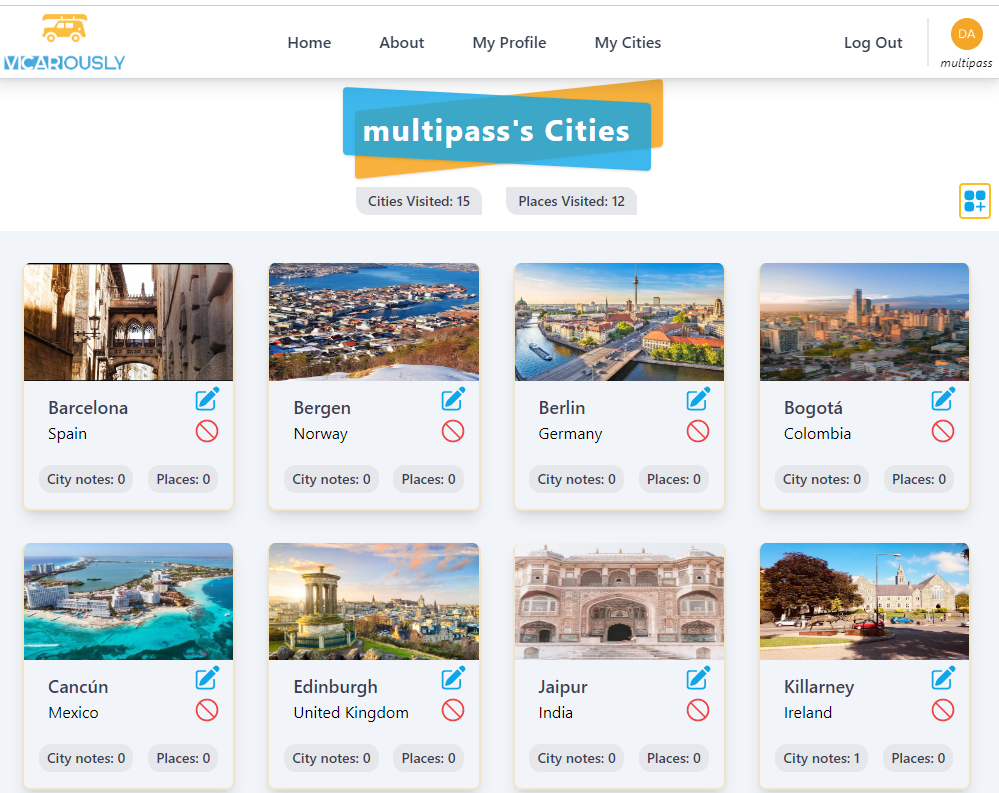 VICARIOUSLY
Home About My Profile My Cities Log Out DA
multipass
multipass's Cities
Cities Visited: 15 Places Visited: 12
Barcelona
Spain
City notes: 0 Places: 0
Bergen
Norway
City notes: 0 Places: 0
Berlin
Germany
City notes: 0 Places: 0
Bogotá
Colombia
City notes: 0 Places: 0
Cancún
Mexico
City notes: 0 Places: 0
Edinburgh
United Kingdom
City notes: 0 Places: 0
Jaipur
India
City notes: 0 Places: 0
Killarney
Ireland
City notes: 1 Places: 0